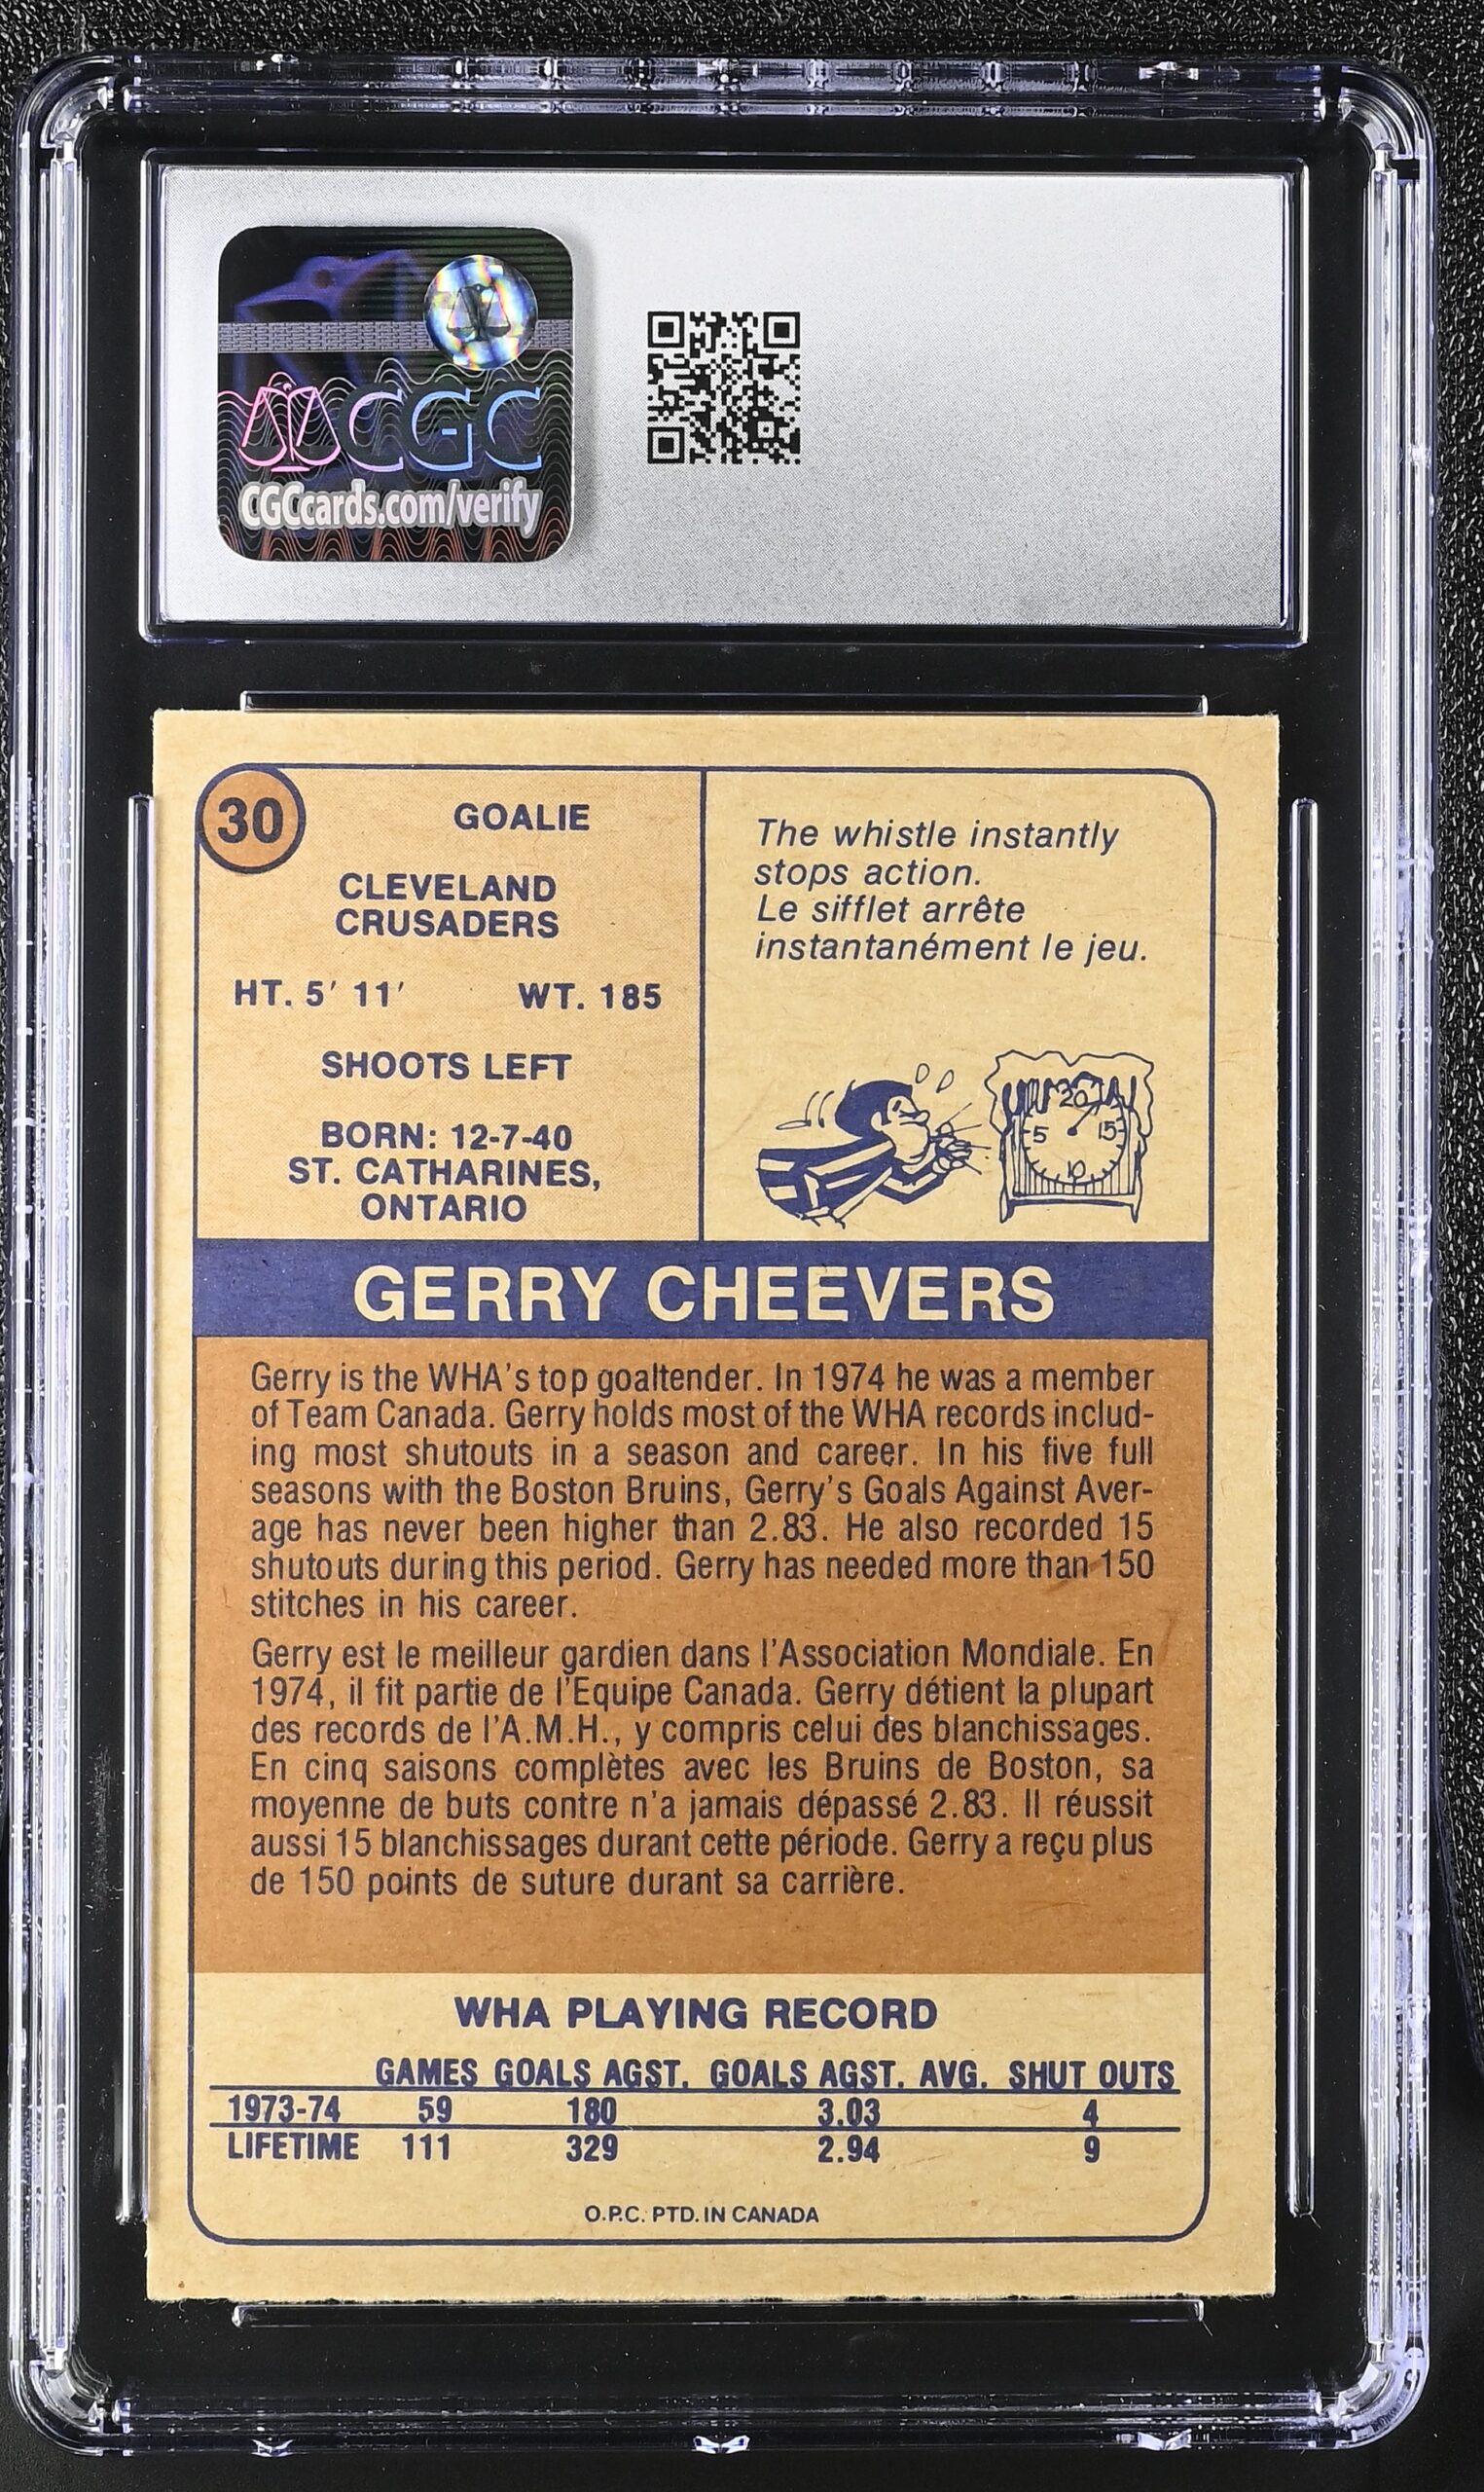 CGC
CGCcards.com/verify
30
GOALIE
CLEVELAND
CRUSADERS
HT. 5' 11'   WT. 185
SHOOTS LEFT
BORN: 12-7-40
ST. CATHARINES,
ONTARIO
The whistle instantly
stops action.
Le sifflet arrête
instantanément le jeu.
20
5 15
10
GERRY CHEEVERS
Gerry is the WHA's top goaltender. In 1974 he was a member
of Team Canada. Gerry holds most of the WHA records includ-
ing most shutouts in a season and career. In his five full
seasons with the Boston Bruins, Gerry's Goals Against Aver-
age has never been higher than 2.83. He also recorded 15
shutouts during this period. Gerry has needed more than 150
stitches in his career.
Gerry est le meilleur gardien dans l'Association Mondiale. En
1974, il fit partie de l'Equipe Canada. Gerry détient la plupart
des records de l'A.M.H., y compris celui des blanchissages.
En cinq saisons complètes avec les Bruins de Boston, sa
moyenne de buts contre n'a jamais dépassé 2.83. Il réussit
aussi 15 blanchissages durant cette période. Gerry a reçu plus
de 150 points de suture durant sa carrière.
WHA PLAYING RECORD
GAMES GOALS AGST. GOALS AGST. AVG. SHUT OUTS
1973-74 59 180 3.03 4
LIFETIME 111 329 2.94 9
O.P.C. PTD. IN CANADA